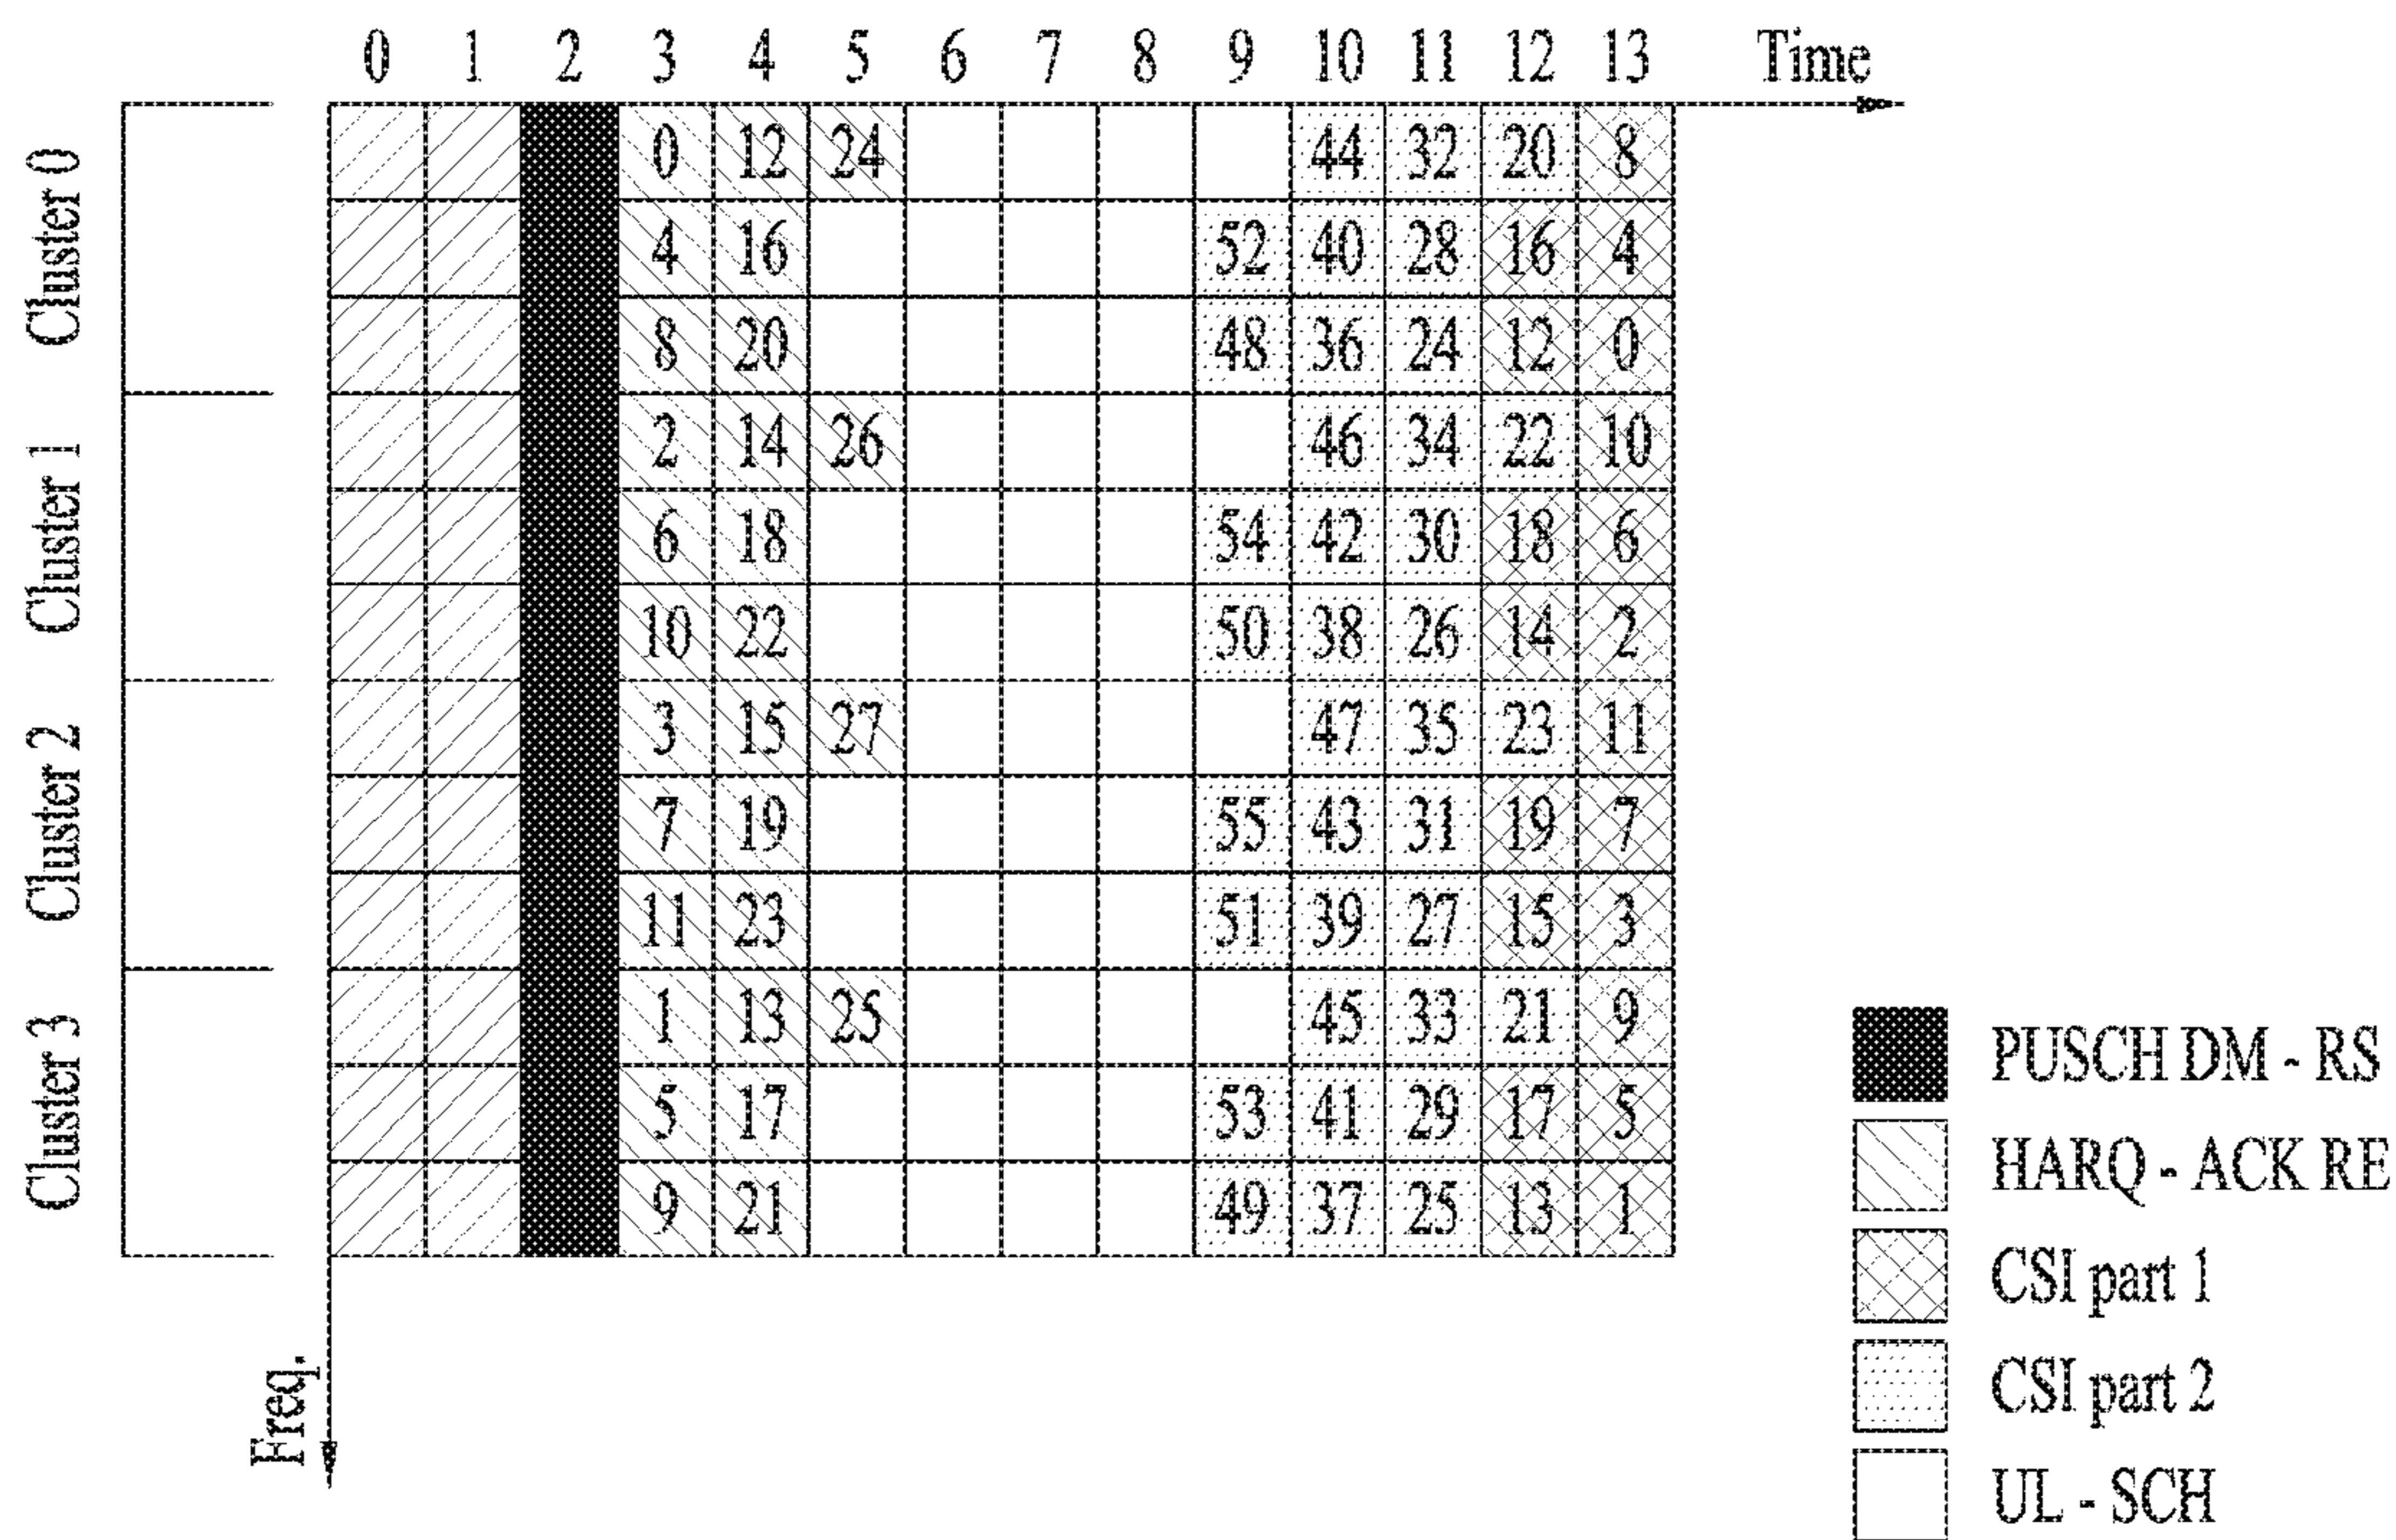 0 1 2 3 4 5 6 7 8 9 10 11 12 13 Time
Cluster 0
0 12 24 44 32 20 8
4 16 52 40 28 16 4
8 20 48 36 24 12 0
Cluster 1
2 14 26 46 34 22 10
6 18 54 42 30 18 6
10 22 50 38 26 14 2
Cluster 2
3 15 27 47 35 23 11
7 19 55 43 31 19 7
11 23 51 39 27 15 3
Cluster 3
1 13 25 45 33 21 9
5 17 53 41 29 17 5
9 21 49 37 25 13 1
Freq.
PUSCH DM - RS
HARQ - ACK RE
CSI part 1
CSI part 2
UL - SCH